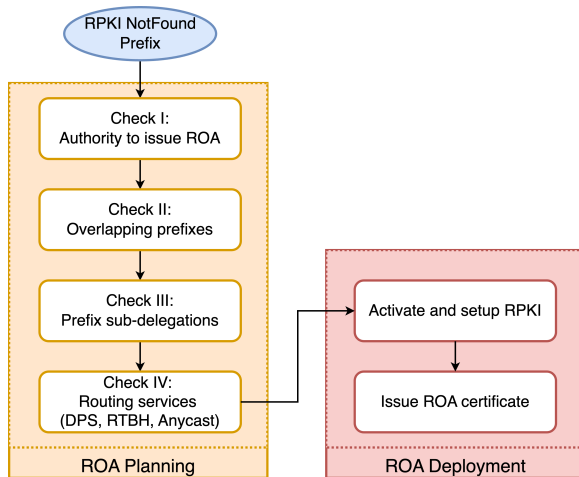 RPKI NotFound
Prefix
Check I:
Authority to issue ROA
Check II:
Overlapping prefixes
Check III:
Prefix sub-delegations
Check IV:
Routing services
(DPS, RTBH, Anycast)
ROA Planning
Activate and setup RPKI
Issue ROA certificate
ROA Deployment